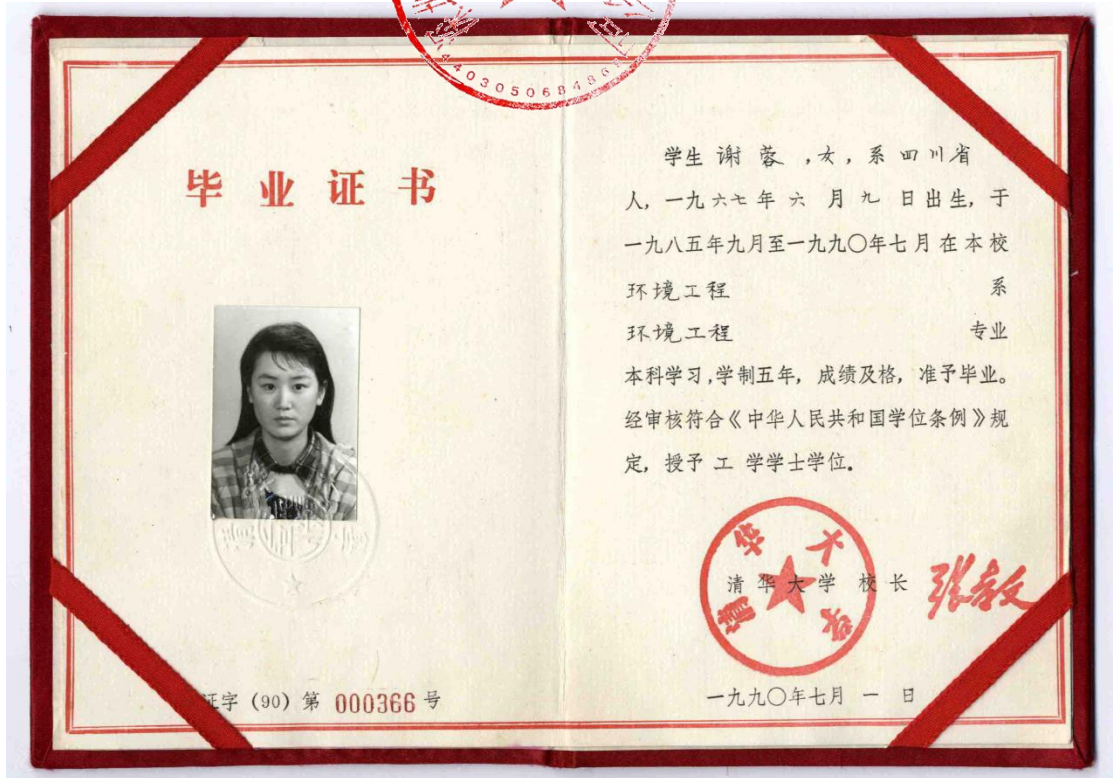 4403050684867
毕业证书
证字(90)第 000366 号
学生 谢蓉 ,女,系四川省
人,一九六七年 六 月 九 日出生,于
一九八五年九月至一九九〇年七月在本校
环境工程 系
环境工程 专业
本科学习,学制五年,成绩及格,准予毕业。
经审核符合《中华人民共和国学位条例》规
定,授予 工 学学士学位。
清华大学
清华大学 校长 张孝文
一九九〇年七月 一 日